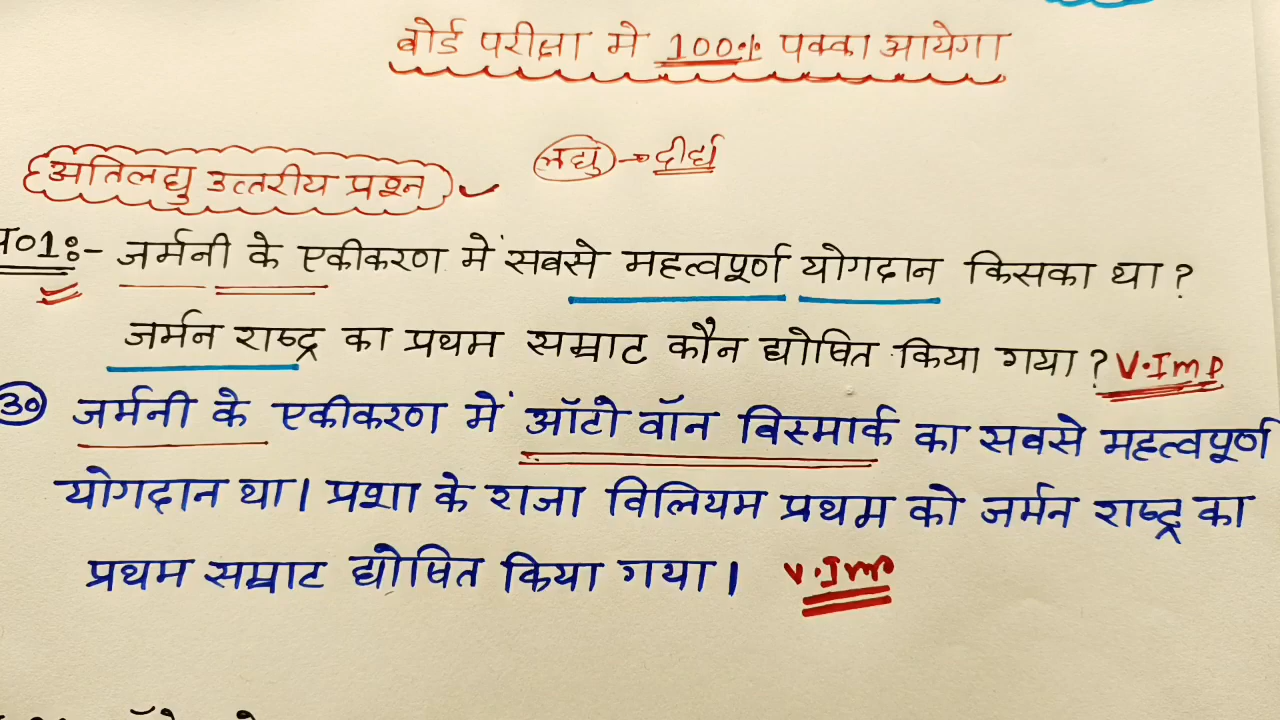 बोर्ड परीक्षा मे 100% पक्का आयेगा
लघु → दीर्घ
अतिलघु उत्तरीय प्रश्न
प्र01:- जर्मनी के एकीकरण में सबसे महत्वपूर्ण योगदान किसका था ?
जर्मन राष्ट्र का प्रथम सम्राट कौन घोषित किया गया ? V.Imp
उ0 जर्मनी के एकीकरण में ऑटो वॉन विस्मार्क का सबसे महत्वपूर्ण
योगदान था। प्रशा के राजा विलियम प्रथम को जर्मन राष्ट्र का
प्रथम सम्राट घोषित किया गया। V.Imp